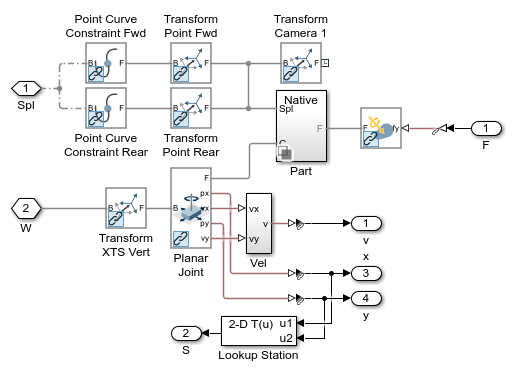 Point Curve
Constraint Fwd
Transform
Point Fwd
Transform
Camera 1
B
F
B
F
B
F
1
Spl
B
F
B
F
Native
Spl
F
F
fy
1
F
Point Curve
Constraint Rear
Transform
Point Rear
C
Part
2
W
B
F
Transform
XTS Vert
F
px
B
vx
py
vy
Planar
Joint
vx
v
vy
Vel
1
v
x
3
4
y
2
S
2-D T(u)
u1
u2
Lookup Station